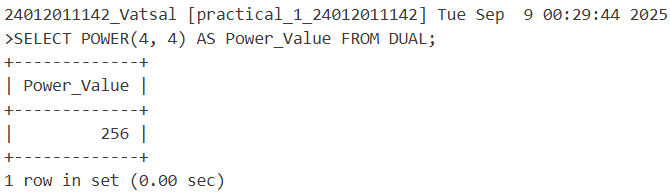 24012011142_Vatsal [practical_1_24012011142] Tue Sep  9 00:29:44 2025
>SELECT POWER(4, 4) AS Power_Value FROM DUAL;
+-------------+
| Power_Value |
+-------------+
|         256 |
+-------------+
1 row in set (0.00 sec)